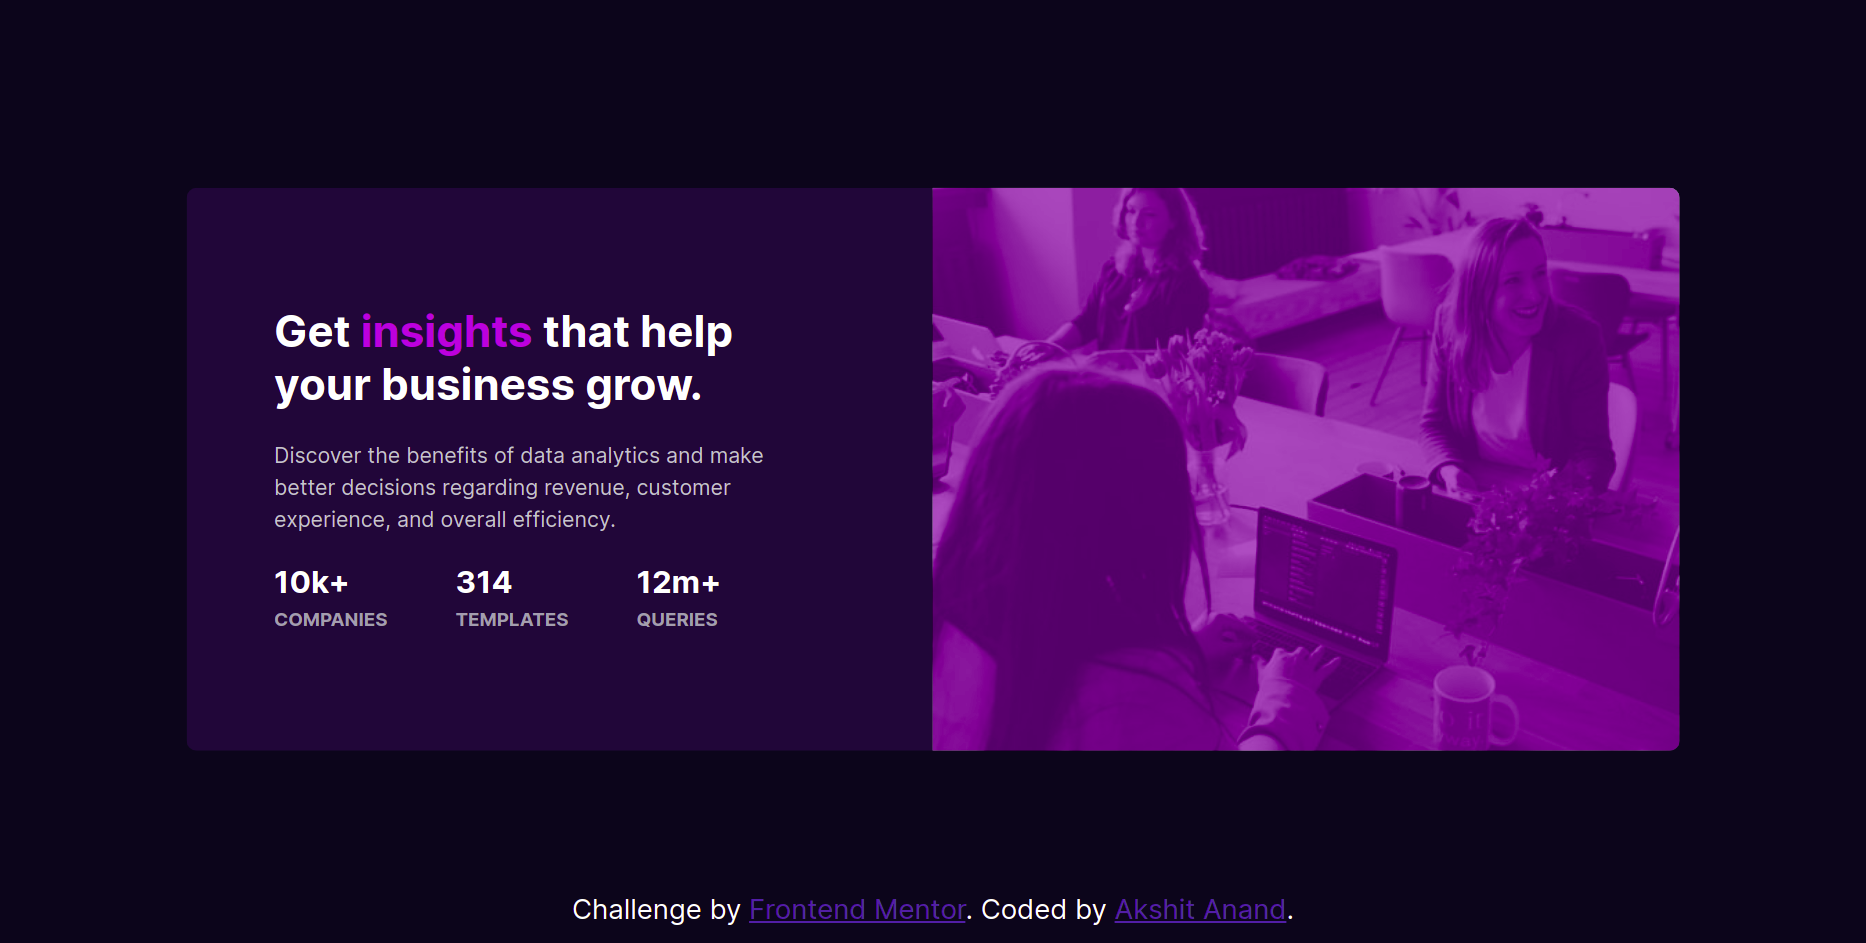 Get insights that help
your business grow.
Discover the benefits of data analytics and make
better decisions regarding revenue, customer
experience, and overall efficiency.
10k+ 314 12m+
COMPANIES TEMPLATES QUERIES
Challenge by Frontend Mentor. Coded by Akshit Anand.